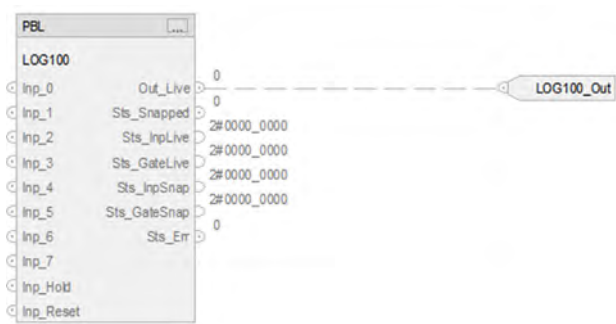 PBL ...
LOG100
Inp_0 Out_Live 0 LOG100_Out
Inp_1 Sts_Snapped 0
Inp_2 Sts_InpLive 2#0000_0000
Inp_3 Sts_GateLive 2#0000_0000
Inp_4 Sts_InpSnap 2#0000_0000
Inp_5 Sts_GateSnap 2#0000_0000
Inp_6 Sts_Err 0
Inp_7
Inp_Hold
Inp_Reset